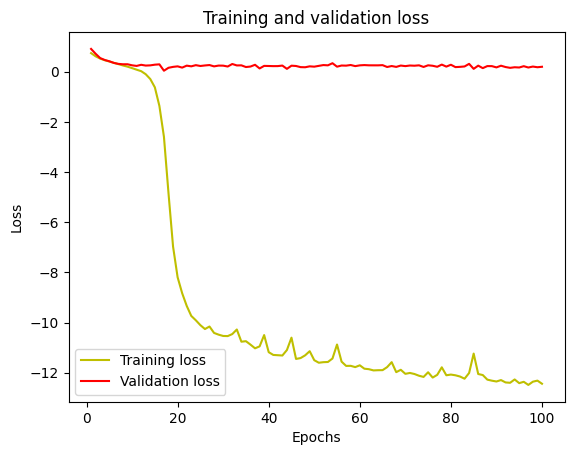 Training and validation loss
Loss
0
−2
−4
−6
−8
−10
−12
Training loss
Validation loss
0
20
40
60
80
100
Epochs